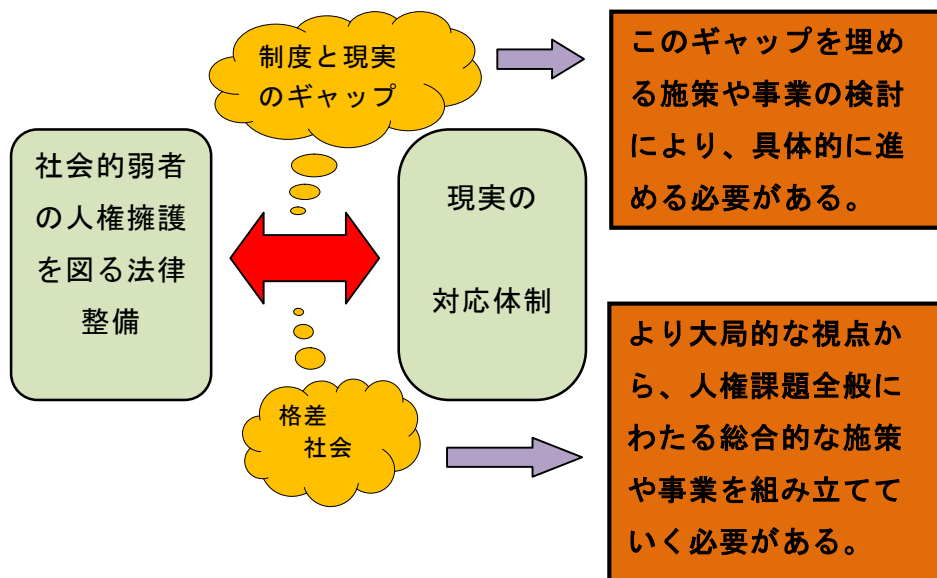 制度と現実
のギャップ
このギャップを埋め
る施策や事業の検討
により、具体的に進
める必要がある。
社会的弱者
の人権擁護
を図る法律
整備
現実の
対応体制
格差
社会
より大局的な視点か
ら、人権課題全般に
わたる総合的な施策
や事業を組み立てて
いく必要がある。